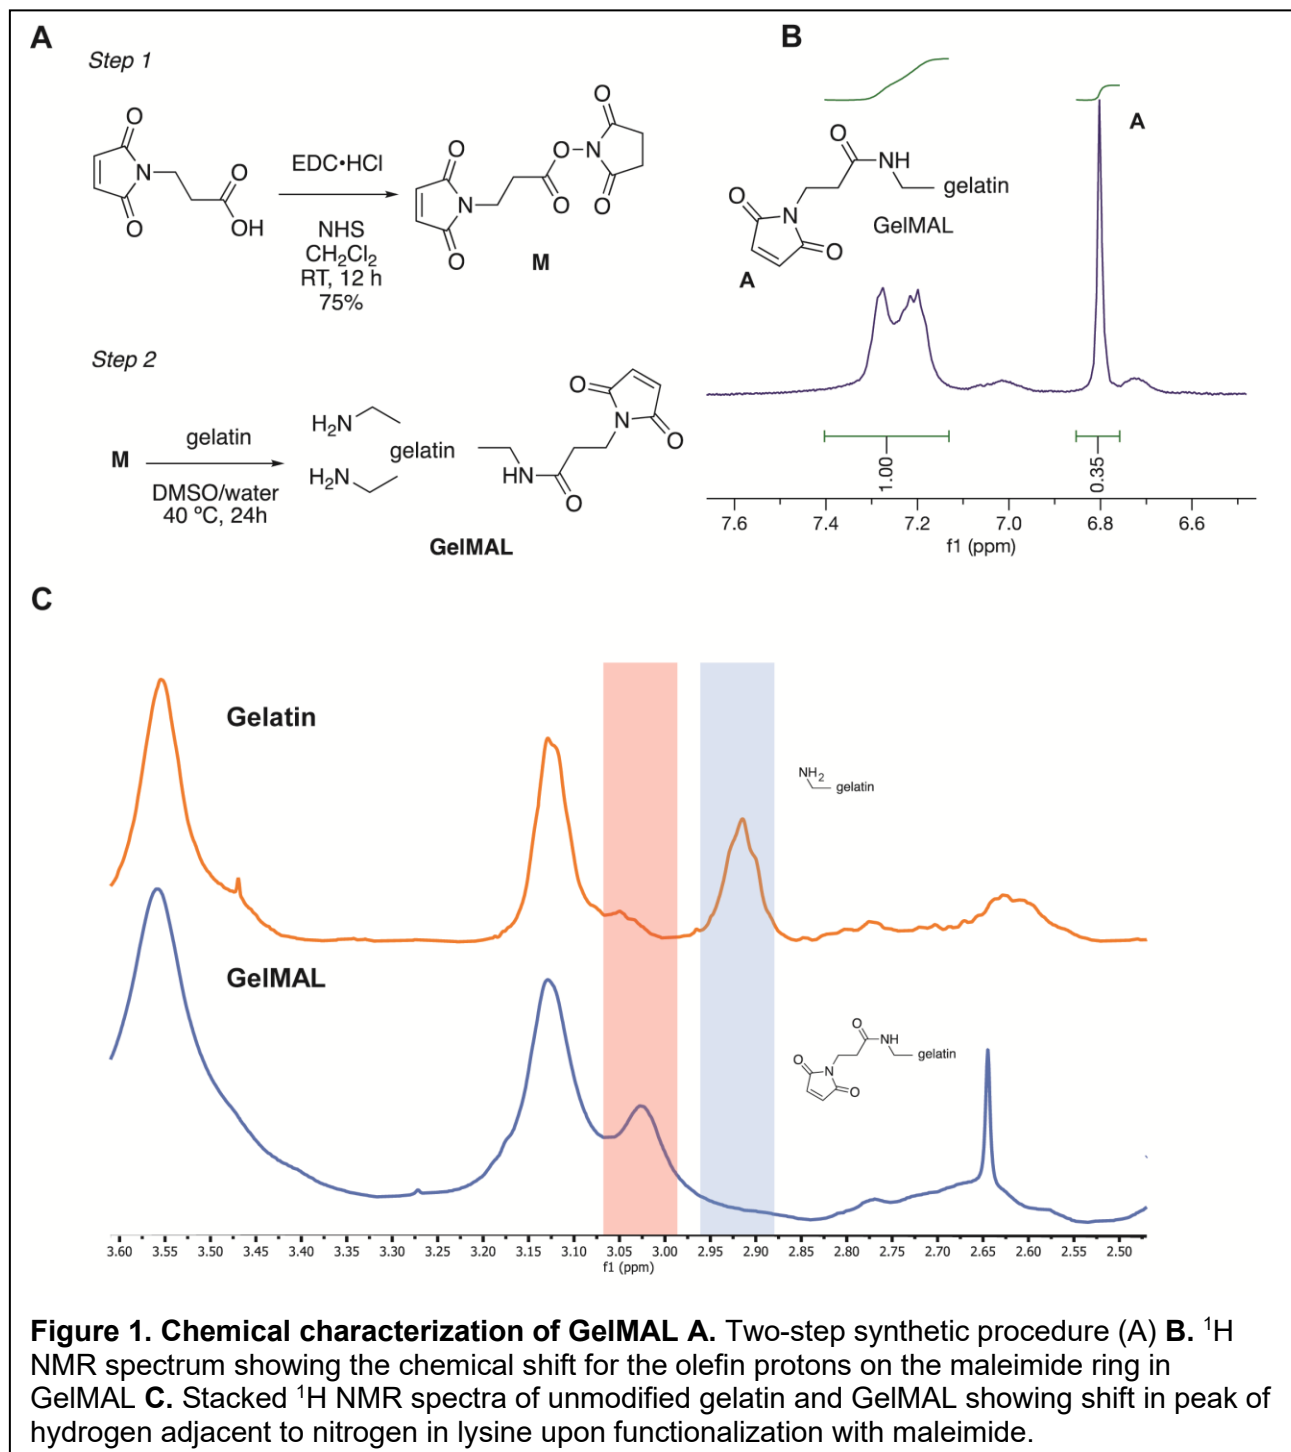 A
Step 1
O
N
O
O
OH
EDC•HCl
NHS
CH₂Cl₂
RT, 12 h
75%
O
N
O
O
O
N
O
O
M
Step 2
M
gelatin
DMSO/water
40 ºC, 24h
H₂N
gelatin
H₂N
O
N
O
HN
O
GelMAL
B
A
O
NH
gelatin
O
N
O
GelMAL
A
1.00
0.35
7.6 7.4 7.2 7.0 6.8 6.6
f1 (ppm)
C
Gelatin
NH₂
gelatin
GelMAL
O
NH
gelatin
O
N
O
3.60 3.55 3.50 3.45 3.40 3.35 3.30 3.25 3.20 3.15 3.10 3.05 3.00 2.95 2.90 2.85 2.80 2.75 2.70 2.65 2.60 2.55 2.50
f1 (ppm)
Figure 1. Chemical characterization of GelMAL A. Two-step synthetic procedure (A) B. ¹H
NMR spectrum showing the chemical shift for the olefin protons on the maleimide ring in
GelMAL C. Stacked ¹H NMR spectra of unmodified gelatin and GelMAL showing shift in peak of
hydrogen adjacent to nitrogen in lysine upon functionalization with maleimide.